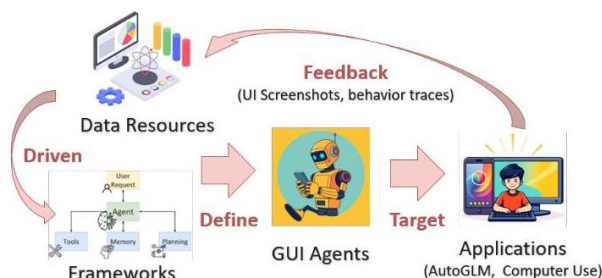 Feedback
(UI Screenshots, behavior traces)
Data Resources
Driven
User
Request
Agent
Tools
Memory
Planning
Define
Target
Frameworks
GUI Agents
Applications
(AutoGLM, Computer Use)